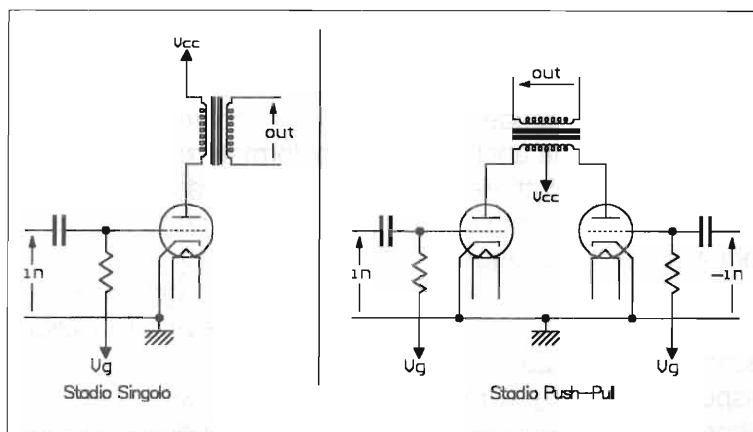 Vcc
out
in
Vg
Stadio Singolo
out
Vcc
in
-in
Vg
Vg
Stadio Push-Pull